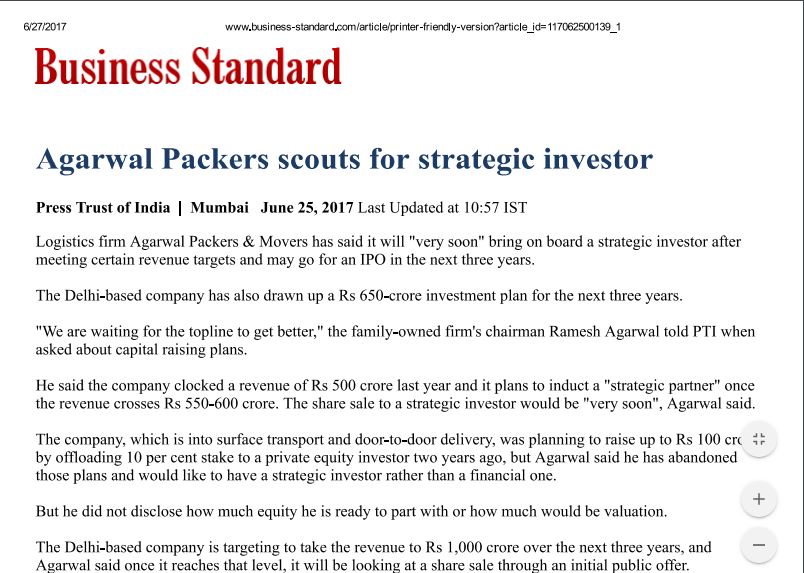 6/27/2017 www.business-standard.com/article/printer-friendly-version?article_id=117062500139_1
Business Standard
Agarwal Packers scouts for strategic investor
Press Trust of India | Mumbai June 25, 2017 Last Updated at 10:57 IST
Logistics firm Agarwal Packers & Movers has said it will "very soon" bring on board a strategic investor after
meeting certain revenue targets and may go for an IPO in the next three years.
The Delhi-based company has also drawn up a Rs 650-crore investment plan for the next three years.
"We are waiting for the topline to get better," the family-owned firm's chairman Ramesh Agarwal told PTI when
asked about capital raising plans.
He said the company clocked a revenue of Rs 500 crore last year and it plans to induct a "strategic partner" once
the revenue crosses Rs 550-600 crore. The share sale to a strategic investor would be "very soon", Agarwal said.
The company, which is into surface transport and door-to-door delivery, was planning to raise up to Rs 100
by offloading 10 per cent stake to a private equity investor two years ago, but Agarwal said he has abandoned
those plans and would like to have a strategic investor rather than a financial one.
But he did not disclose how much equity he is ready to part with or how much would be valuation.
The Delhi-based company is targeting to take the revenue to Rs 1,000 crore over the next three years, and
Agarwal said once it reaches that level, it will be looking at a share sale through an initial public offer.